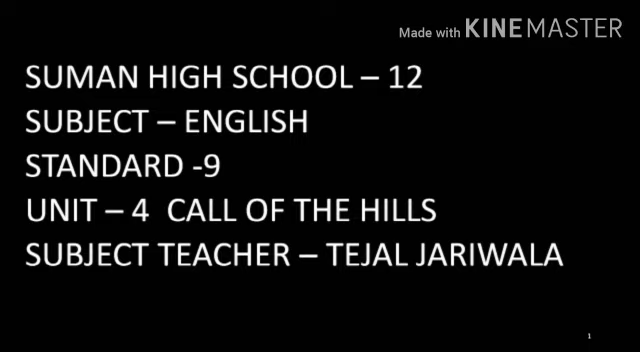 Made with KINEMASTER
SUMAN HIGH SCHOOL – 12
SUBJECT – ENGLISH
STANDARD -9
UNIT – 4  CALL OF THE HILLS
SUBJECT TEACHER – TEJAL JARIWALA
1